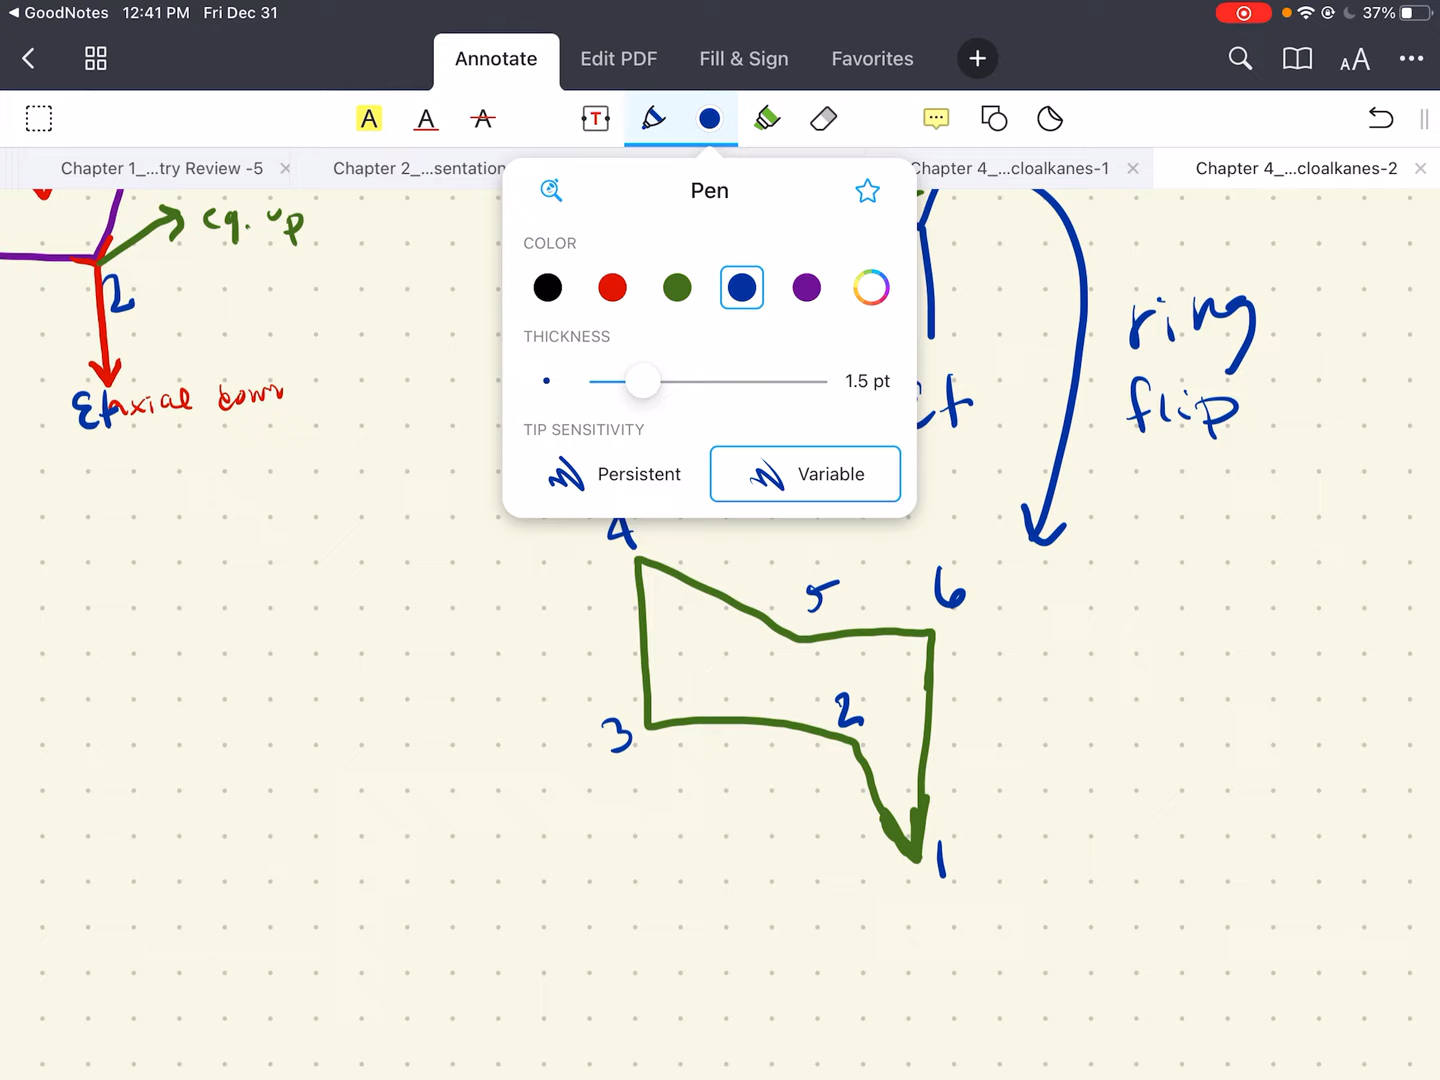 GoodNotes 12:41 PM Fri Dec 31 37%
Annotate Edit PDF Fill & Sign Favorites
A A A T AA
Chapter 1_...try Review -5 Chapter 2_...sentation Chapter 4_...cloalkanes-1 Chapter 4_...cloalkanes-2
Pen
COLOR
THICKNESS
1.5 pt
TIP SENSITIVITY
Persistent Variable
eq. up
2
Et axial down
ring
flip
4
5 6
3 2
1